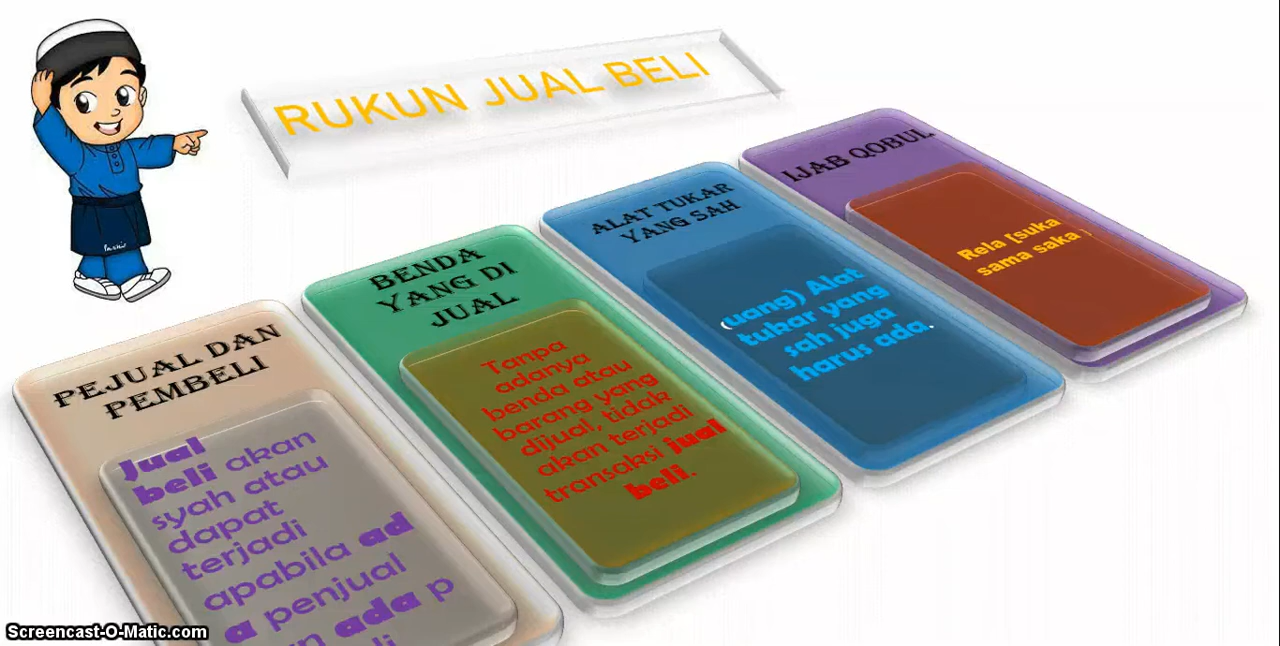 RUKUN JUAL BELI
PEJUAL DAN
PEMBELI
Jual
beli akan
syah atau
dapat
terjadi
apabila ad
a penjual
ada p
BENDA
YANG DI
JUAL
Tanpa
adanya
benda atau
barang yang
dijual, tidak
akan terjadi
transaksi jual
beli.
ALAT TUKAR
YANG SAH
(uang) Alat
tukar yang
sah juga
harus ada.
IJAB QOBUL
Rela [suka
sama saka )
Screencast-O-Matic.com